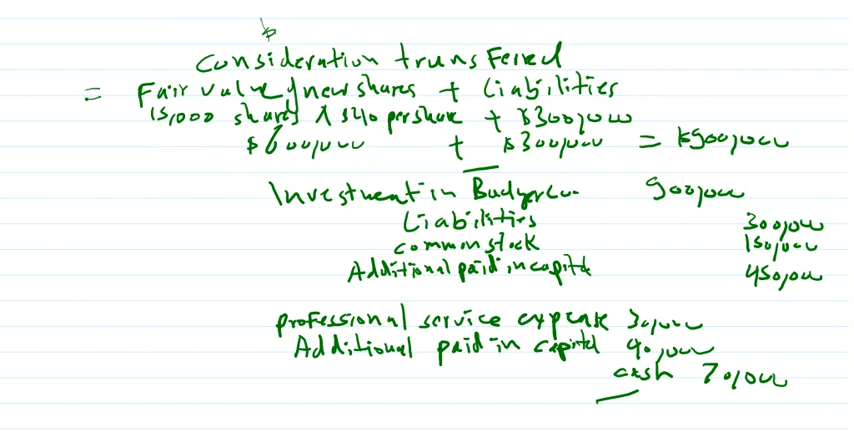 $
Consideration transferred
= Fair value of new shares + Liabilities
15,000 shares x $40 per share + $300,000
$600,000 + $300,000 = $900,000
Investment in 900,000
Liabilities 300,000
common stock 150,000
Additional paid in capital 450,000
professional service expense 30,000
Additional paid in capital 40,000
cash 70,000